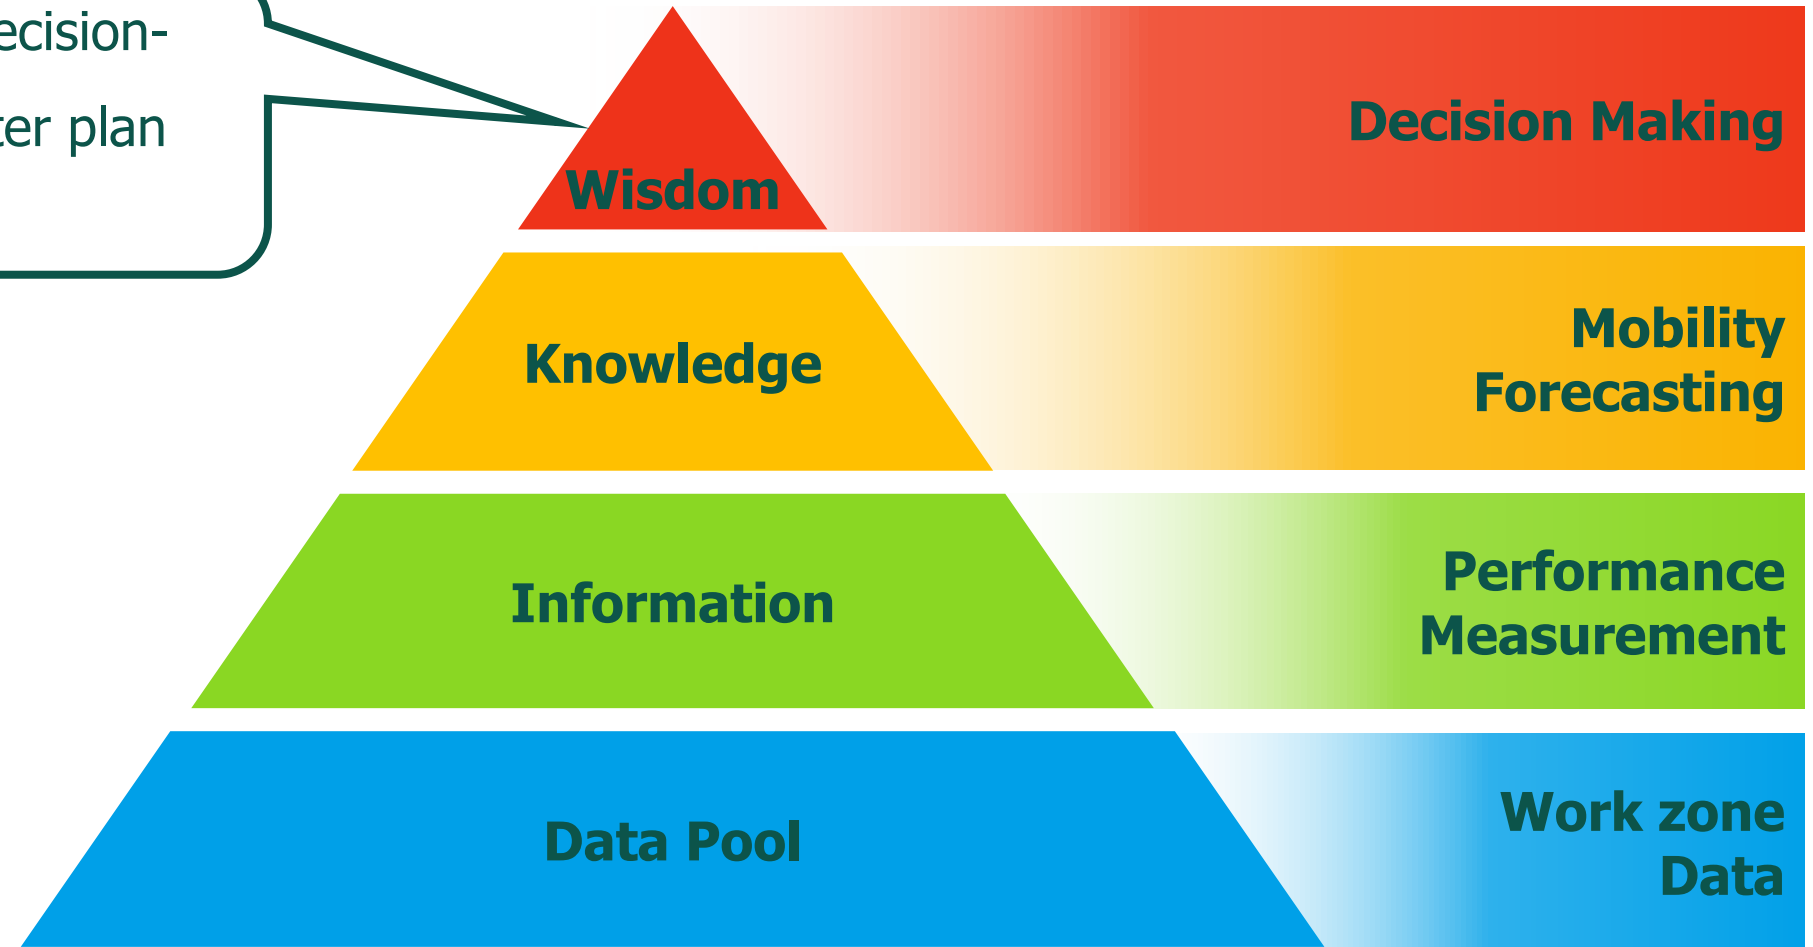 ecision-
ter plan
Decision Making
Wisdom
Mobility
Forecasting
Knowledge
Performance
Measurement
Information
Work zone
Data
Data Pool